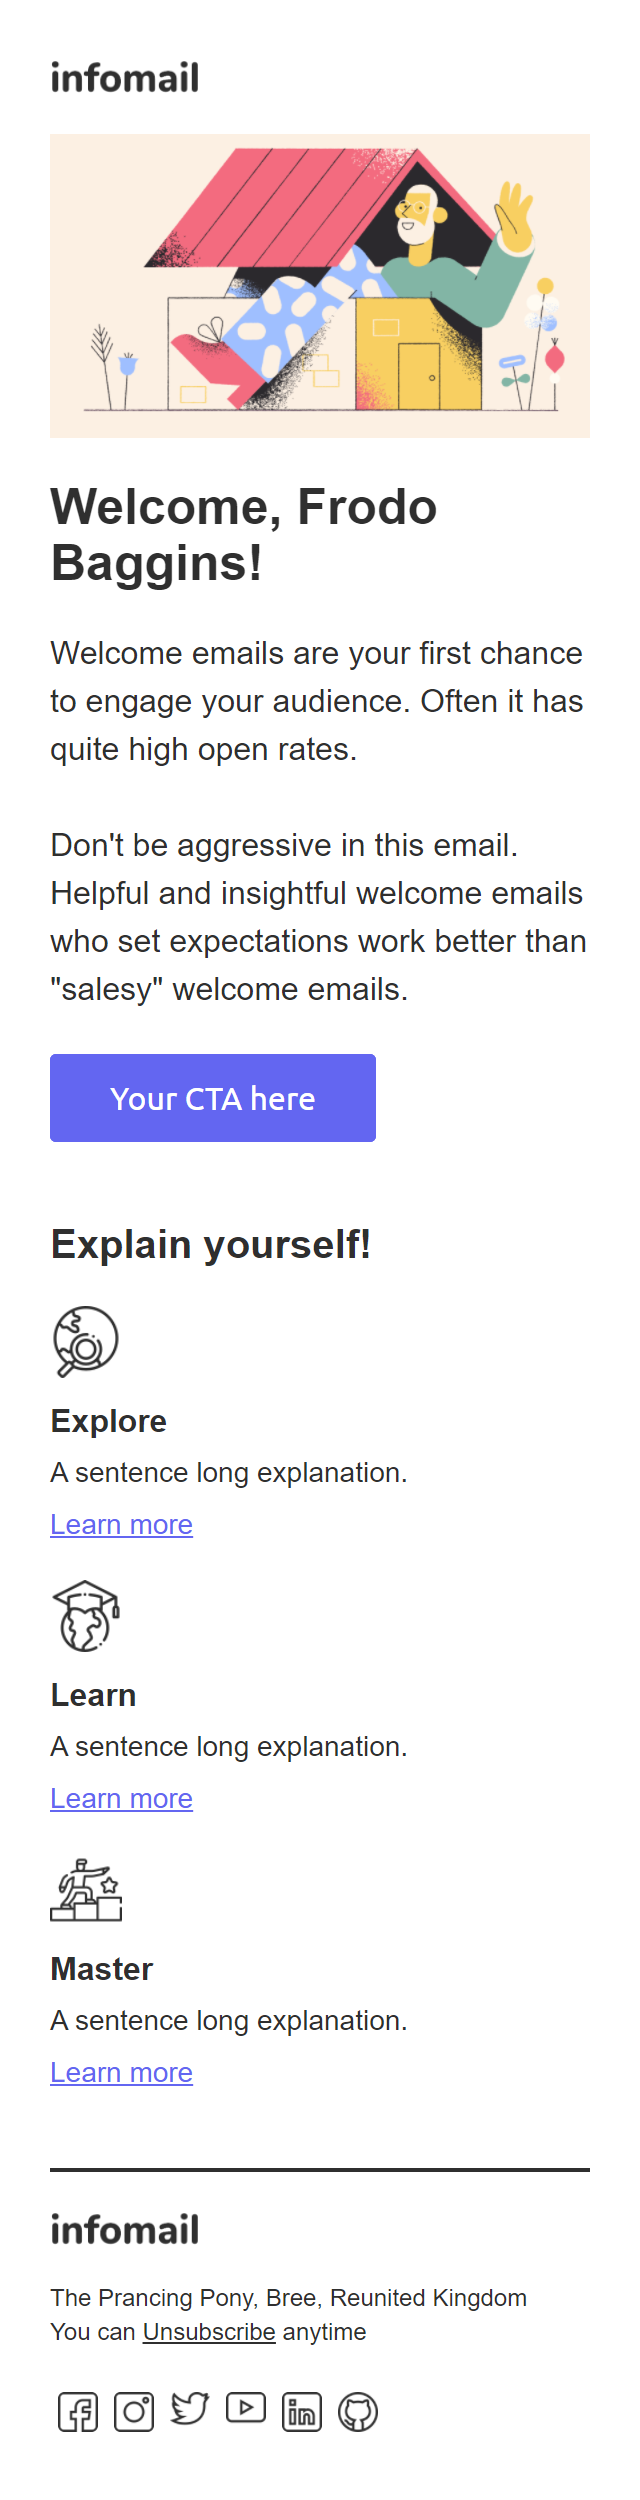 infomail
Welcome, Frodo
Baggins!
Welcome emails are your first chance
to engage your audience. Often it has
quite high open rates.
Don't be aggressive in this email.
Helpful and insightful welcome emails
who set expectations work better than
"salesy" welcome emails.
Your CTA here
Explain yourself!
Explore
A sentence long explanation.
Learn more
Learn
A sentence long explanation.
Learn more
Master
A sentence long explanation.
Learn more
infomail
The Prancing Pony, Bree, Reunited Kingdom
You can Unsubscribe anytime